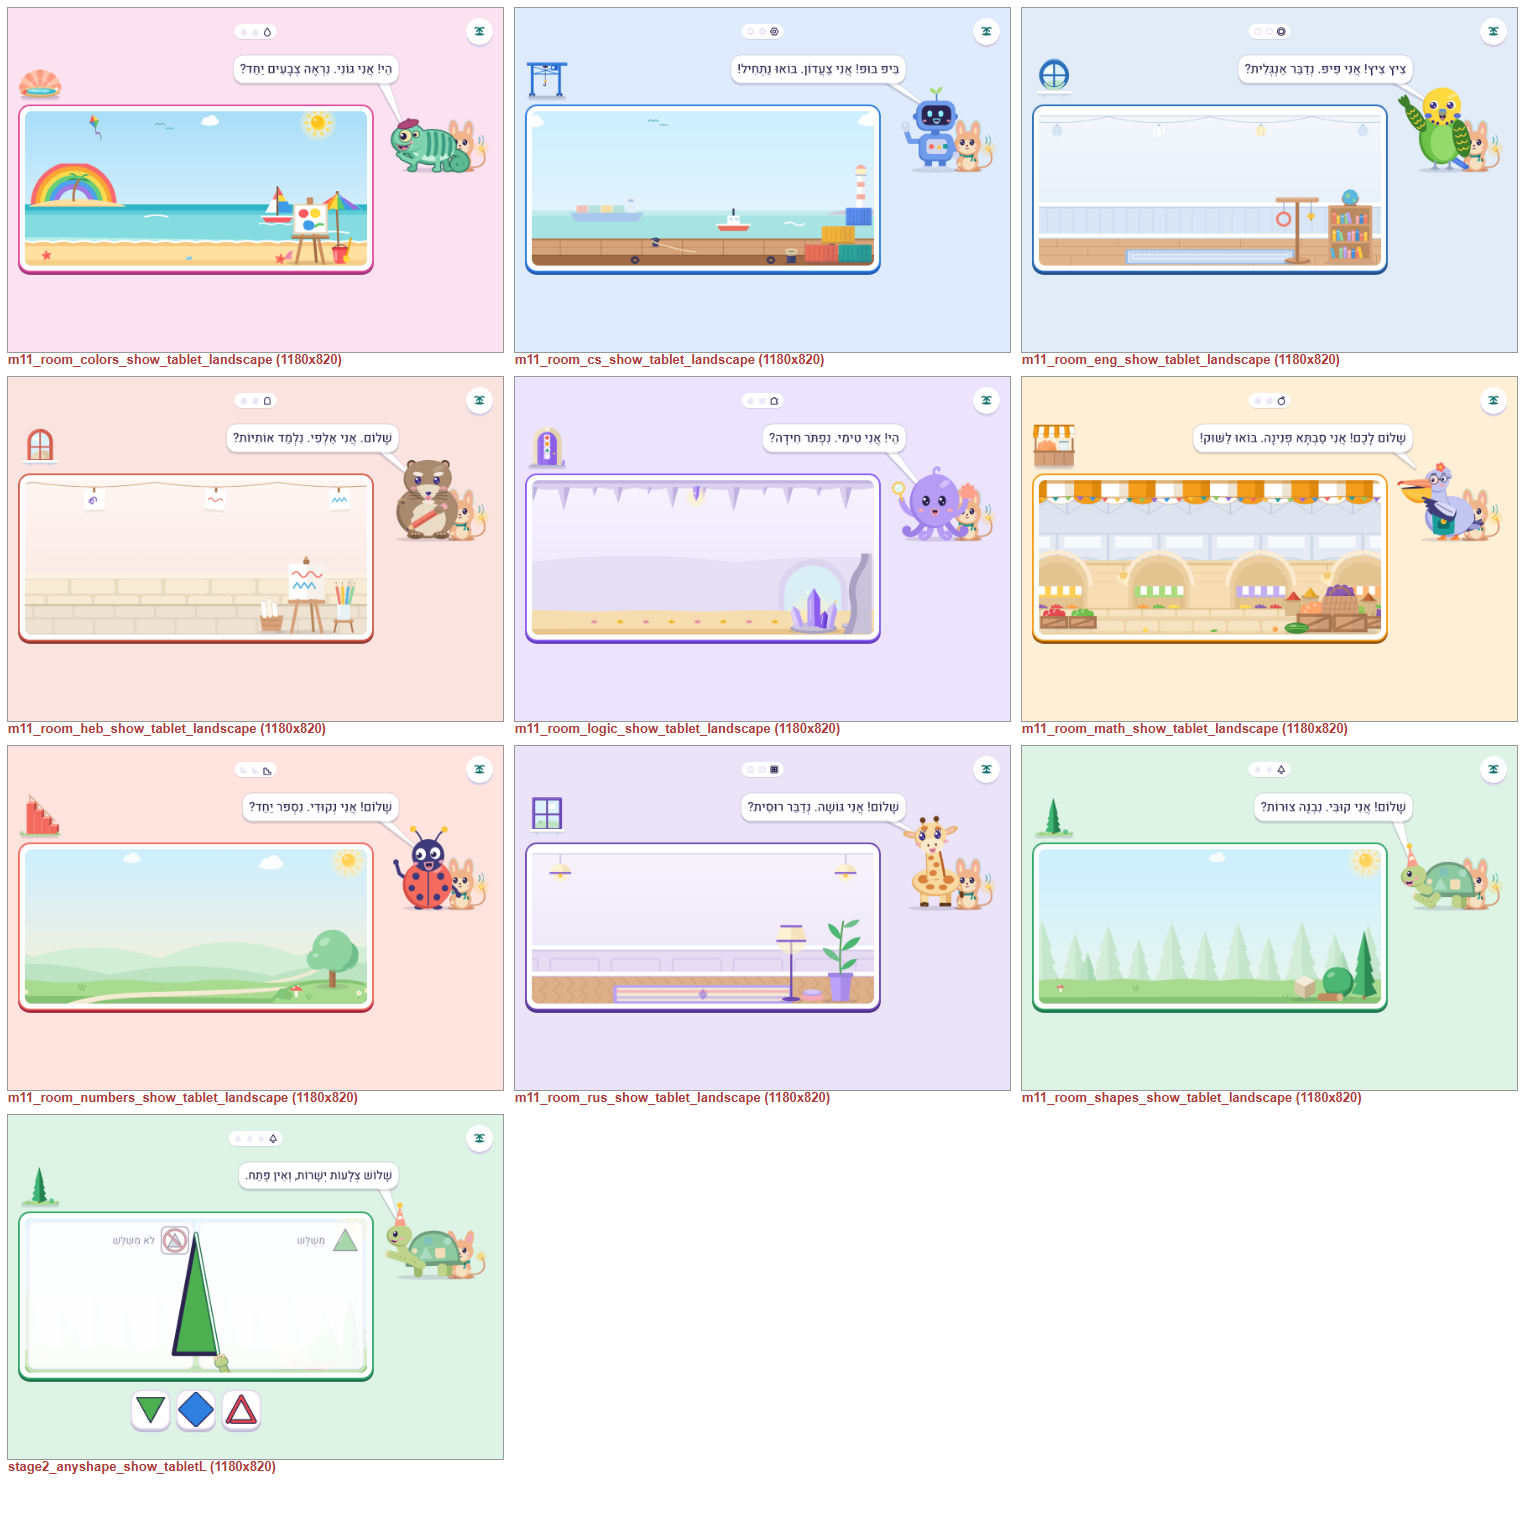 הַי! אֲנִי גּוֹנִי. נִרְאֶה צְבָעִים יַחַד?
m11_room_colors_show_tablet_landscape (1180x820)
בִּיפּ בּוּפּ! אֲנִי צַעֲדוֹן. בּוֹאוּ נַתְחִיל!
m11_room_cs_show_tablet_landscape (1180x820)
צִיץ צִיץ! אֲנִי פִּיפּ. נְדַבֵּר אַנְגְּלִית?
m11_room_eng_show_tablet_landscape (1180x820)
שָׁלוֹם. אֲנִי אַלְפִי. נִלְמַד אוֹתִיּוֹת?
m11_room_heb_show_tablet_landscape (1180x820)
הַי! אֲנִי טִימִי. נִפְתֹּר חִידָה?
m11_room_logic_show_tablet_landscape (1180x820)
שָׁלוֹם לָכֶם! אֲנִי סַבְתָּא פְּנִינָה. בּוֹאוּ לַשּׁוּק!
m11_room_math_show_tablet_landscape (1180x820)
שָׁלוֹם! אֲנִי נְקוּדִי. נִסְפֹּר יַחַד?
m11_room_numbers_show_tablet_landscape (1180x820)
שָׁלוֹם! אֲנִי גּוֹשָׁה. נְדַבֵּר רוּסִית?
m11_room_rus_show_tablet_landscape (1180x820)
שָׁלוֹם! אֲנִי קוּבִּי. נִבְנֶה צוּרוֹת?
m11_room_shapes_show_tablet_landscape (1180x820)
שָׁלוֹשׁ צְלָעוֹת יְשָׁרוֹת, וְאֵין פֶּתַח.
מְשֻׁלָּשׁ
לֹא מְשֻׁלָּשׁ
stage2_anyshape_show_tabletL (1180x820)